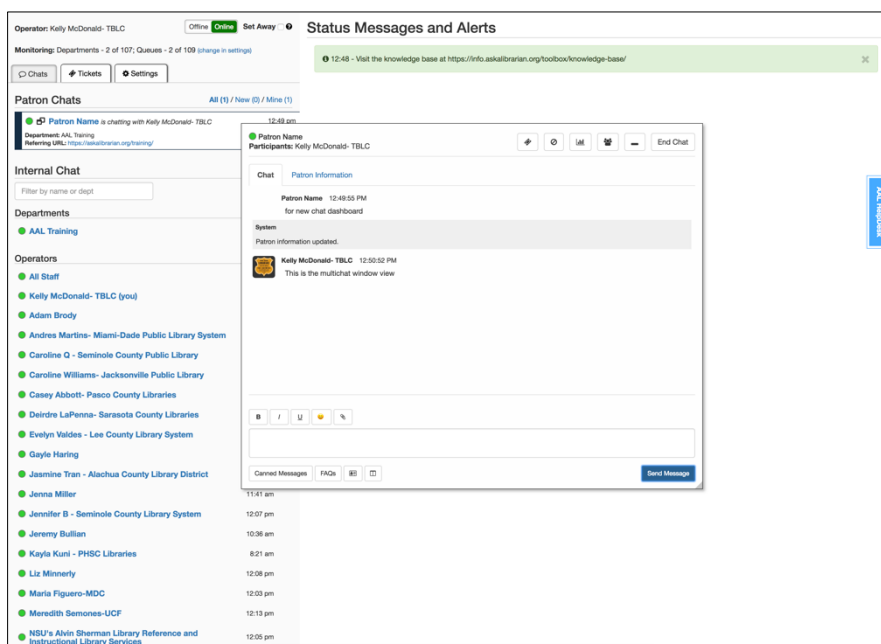 Operator: Kelly McDonald- TBLC
Offline Online Set Away
Monitoring: Departments - 2 of 107; Queues - 2 of 109 (change in settings)
Chats Tickets Settings
Patron Chats
All (1) / New (0) / Mine (1)
Patron Name is chatting with Kelly McDonald- TBLC 12:49 pm
Department: AAL Training
Referring URL: https://askalibrarian.org/training/
Internal Chat
Filter by name or dept
Departments
AAL Training
Operators
All Staff
Kelly McDonald- TBLC (you)
Adam Brody
Andres Martins- Miami-Dade Public Library System
Caroline Q - Seminole County Public Library
Caroline Williams- Jacksonville Public Library
Casey Abbott- Pasco County Libraries
Deirdre LaPenna- Sarasota County Libraries
Evelyn Valdes - Lee County Library System
Gayle Haring
Jasmine Tran - Alachua County Library District
Jenna Miller 11:41 am
Jennifer B - Seminole County Library System 12:07 pm
Jeremy Bullian 10:36 am
Kayla Kuni - PHSC Libraries 8:21 am
Liz Minnerly 12:08 pm
Maria Figuero-MDC 12:03 pm
Meredith Semones-UCF 12:13 pm
NSU's Alvin Sherman Library Reference and
Instructional Library Services 12:05 pm
Status Messages and Alerts
12:48 - Visit the knowledge base at https://info.askalibrarian.org/toolbox/knowledge-base/
Patron Name
Participants: Kelly McDonald- TBLC
End Chat
Chat Patron Information
Patron Name 12:49:55 PM
for new chat dashboard
System
Patron information updated.
Kelly McDonald- TBLC 12:50:52 PM
This is the multichat window view
B I U
Canned Messages FAQs
Send Message
AAL HelpDesk